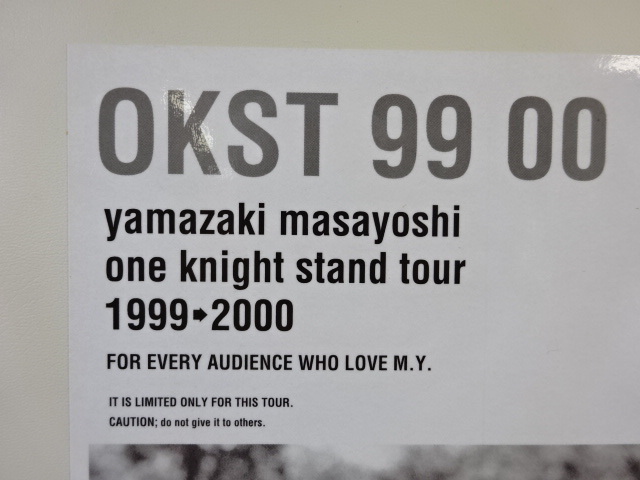 OKST 99 00
yamazaki masayoshi
one knight stand tour
1999➨2000
FOR EVERY AUDIENCE WHO LOVE M.Y.
IT IS LIMITED ONLY FOR THIS TOUR.
CAUTION; do not give it to others.